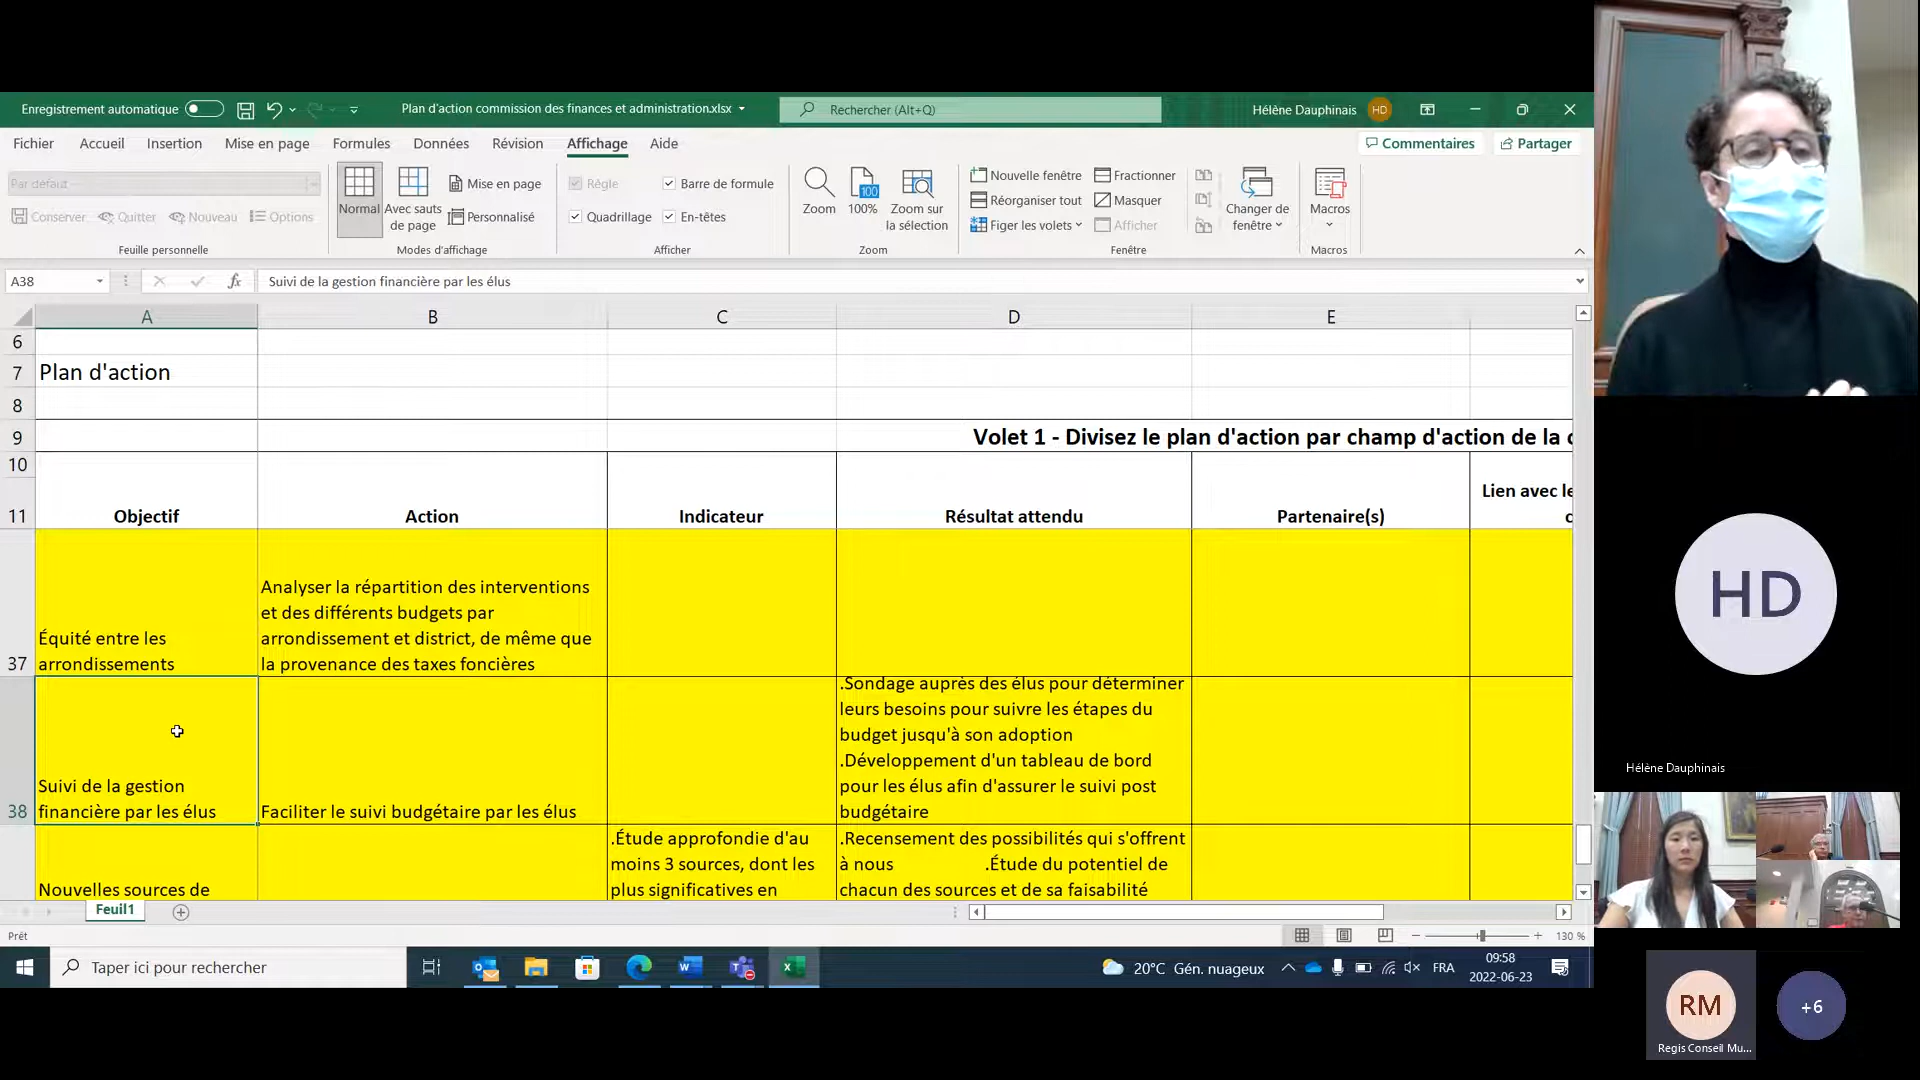 Enregistrement automatique
Plan d'action commission des finances et administration.xlsx
Rechercher (Alt+Q)
Hélène Dauphinais
HD
Fichier Accueil Insertion Mise en page Formules Données Révision Affichage Aide
Commentaires
Partager
Par défaut
Conserver Quitter Nouveau Options
Feuille personnelle
Normal
Avec sauts
de page
Mise en page
Personnalisé
Modes d'affichage
Règle
Barre de formule
Quadrillage
En-têtes
Afficher
Zoom
100
100%
Zoom sur
la sélection
Zoom
Nouvelle fenêtre
Réorganiser tout
Figer les volets
Fractionner
Masquer
Afficher
Changer de
fenêtre
Fenêtre
Macros
Macros
A38
fx
Suivi de la gestion financière par les élus
A B C D E
6
7
Plan d'action
8
9
Volet 1 - Divisez le plan d'action par champ d'action de la
10
11
Objectif
Action
Indicateur
Résultat attendu
Partenaire(s)
Lien avec le
37
Équité entre les
arrondissements
Analyser la répartition des interventions
et des différents budgets par
arrondissement et district, de même que
la provenance des taxes foncières
38
Suivi de la gestion
financière par les élus
Faciliter le suivi budgétaire par les élus
.Sondage auprès des élus pour déterminer
leurs besoins pour suivre les étapes du
budget jusqu'à son adoption
.Développement d'un tableau de bord
pour les élus afin d'assurer le suivi post
budgétaire
Nouvelles sources de
.Étude approfondie d'au
moins 3 sources, dont les
plus significatives en
.Recensement des possibilités qui s'offrent
à nous .Étude du potentiel de
chacun des sources et de sa faisabilité
Feuil1
Prêt
130 %
Taper ici pour rechercher
20°C Gén. nuageux
FRA
09:58
2022-06-23
HD
Hélène Dauphinais
RM
Regis Conseil Mu...
+6